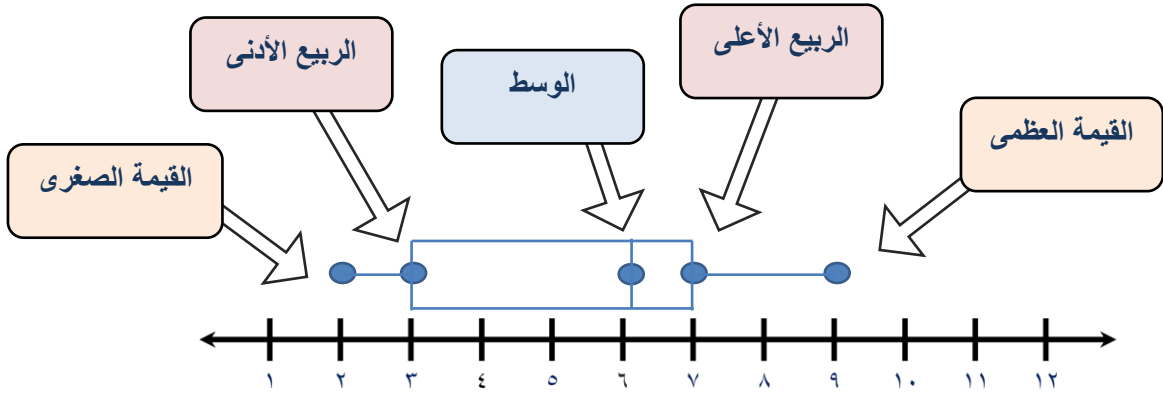 الربيع الأعلى
الوسط
الربيع الأدنى
القيمة العظمى
القيمة الصغرى
١ ٢ ٣ ٤ ٥ ٦ ٧ ٨ ٩ ١٠ ١١ ١٢